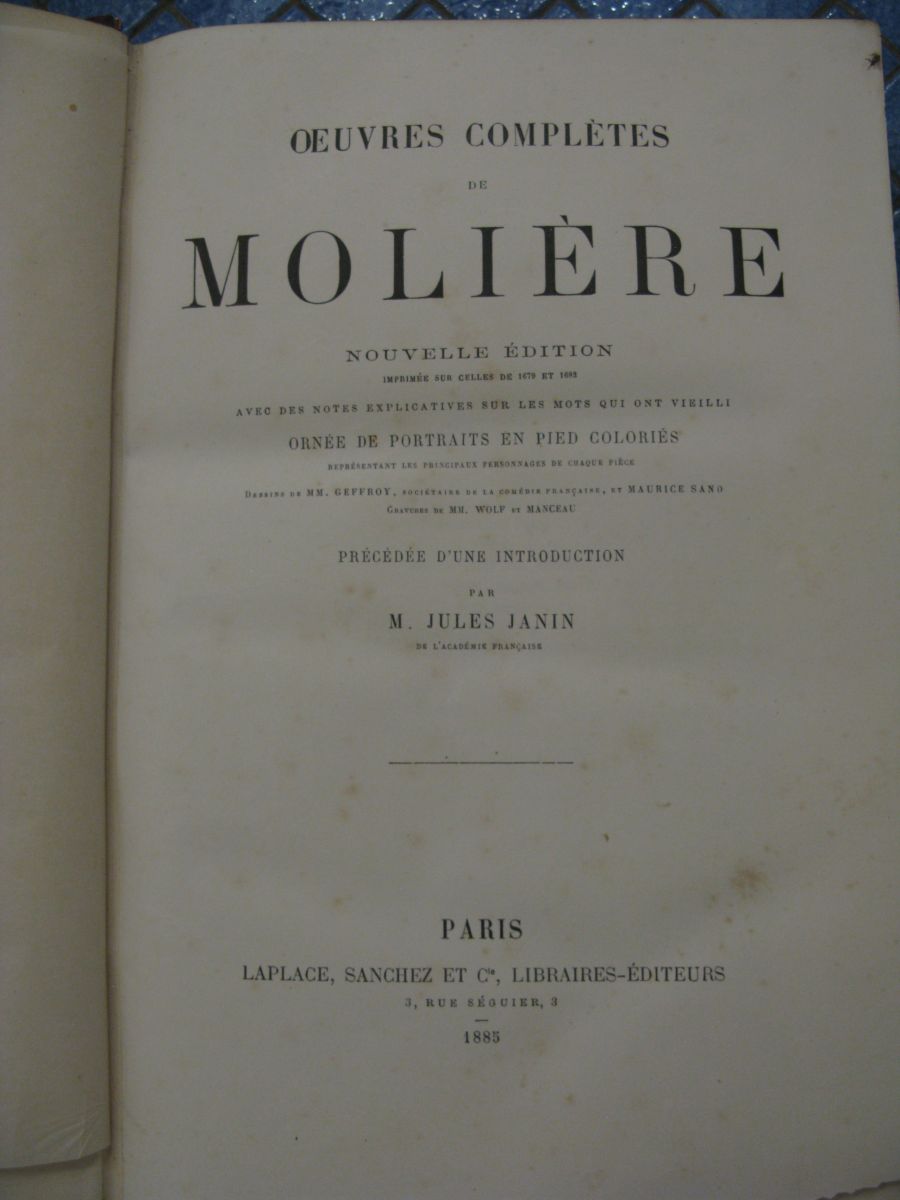 OEUVRES COMPLÈTES
DE
MOLIÈRE
NOUVELLE ÉDITION
IMPRIMÉE SUR CELLES DE 1679 ET 1682
AVEC DES NOTES EXPLICATIVES SUR LES MOTS QUI ONT VIEILLI
ORNÉE DE PORTRAITS EN PIED COLORIÉS
REPRÉSENTANT LES PRINCIPAUX PERSONNAGES DE CHAQUE PIÈCE
DESSINS DE MM. GEFFROY, SOCIÉTAIRE DE LA COMÉDIE FRANÇAISE, ET MAURICE SAND
GRAVURES DE MM. WOLF ET MANCEAU
PRÉCÉDÉE D'UNE INTRODUCTION
PAR
M. JULES JANIN
DE L'ACADÉMIE FRANÇAISE
PARIS
LAPLACE, SANCHEZ ET Cie, LIBRAIRES-ÉDITEURS
3, RUE SÉGUIER, 3
1885